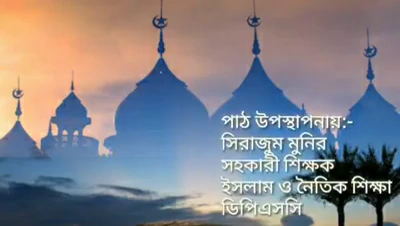 পাঠ উপস্থাপনায়:-
সিরাজুম মুনির
সহকারী শিক্ষক
ইসলাম ও নৈতিক শিক্ষা
ডিপিএসসি